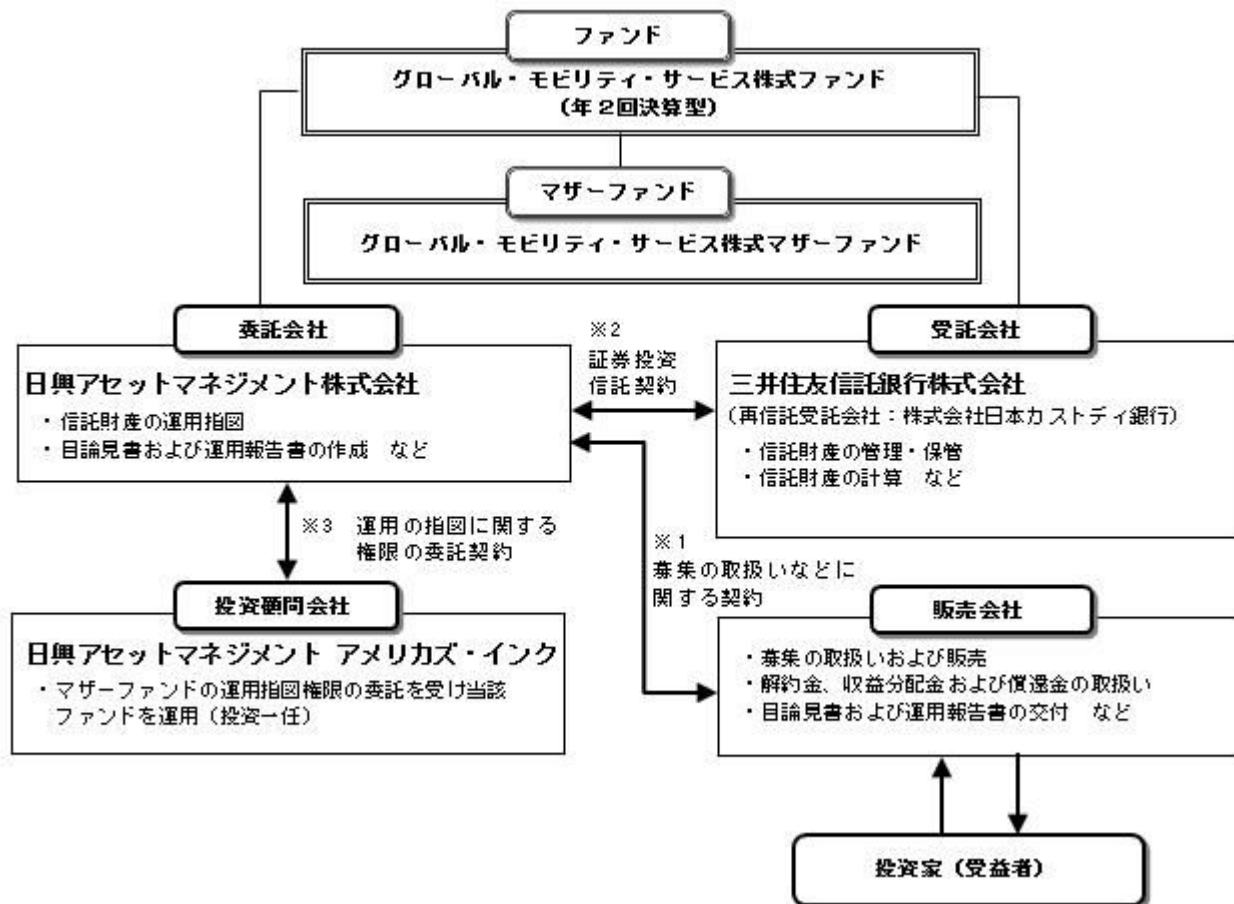 ファンド
グローバル・モビリティ・サービス株式ファンド
(年2回決算型)
マザーファンド
グローバル・モビリティ・サービス株式マザーファンド
委託会社
日興アセットマネジメント株式会社
・信託財産の運用指図
・目論見書および運用報告書の作成 など
※2
証券投資
信託契約
受託会社
三井住友信託銀行株式会社
(再信託受託会社:株式会社日本カストディ銀行)
・信託財産の管理・保管
・信託財産の計算 など
※3 運用の指図に関する
権限の委託契約
※1
募集の取扱いなどに
関する契約
投資顧問会社
日興アセットマネジメント アメリカズ・インク
・マザーファンドの運用指図権限の委託を受け当該
ファンドを運用(投資一任)
販売会社
・募集の取扱いおよび販売
・解約金、収益分配金および償還金の取扱い
・目論見書および運用報告書の交付 など
投資家(受益者)